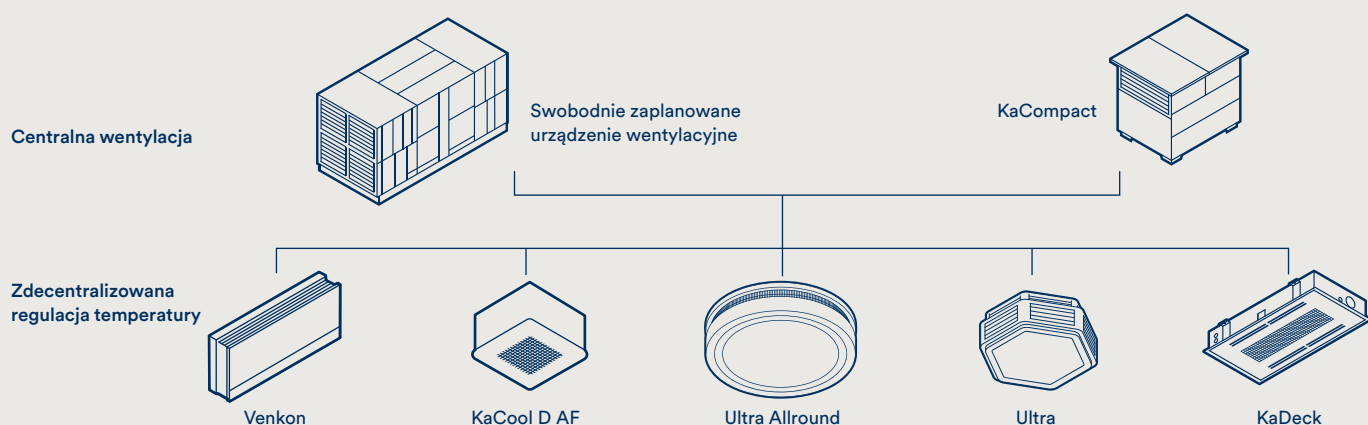 Centralna wentylacja
Swobodnie zaplanowane
urządzenie wentylacyjne
KaCompact
Zdecentralizowana
regulacja temperatury
Venkon
KaCool D AF
Ultra Allround
Ultra
KaDeck